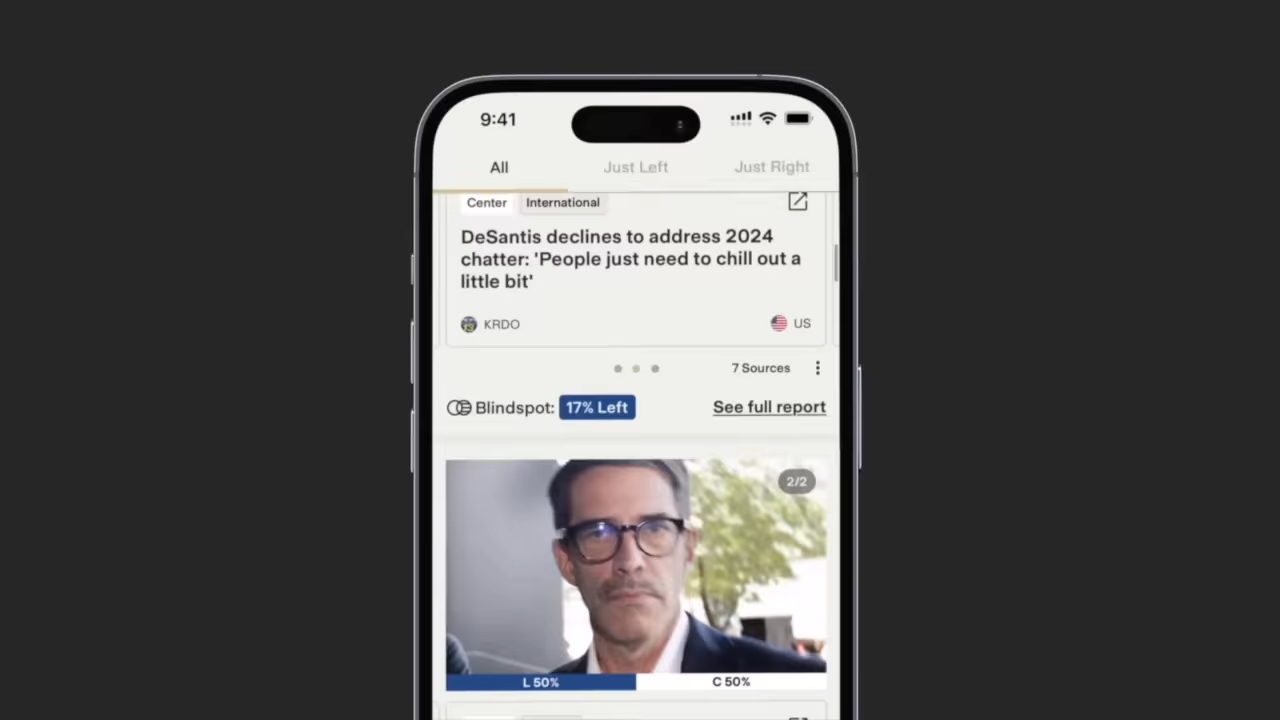 9:41
All Just Left Just Right
Center International
DeSantis declines to address 2024
chatter: 'People just need to chill out a
little bit'
KRDO US
7 Sources
Blindspot: 17% Left See full report
2/2
L 50% C 50%